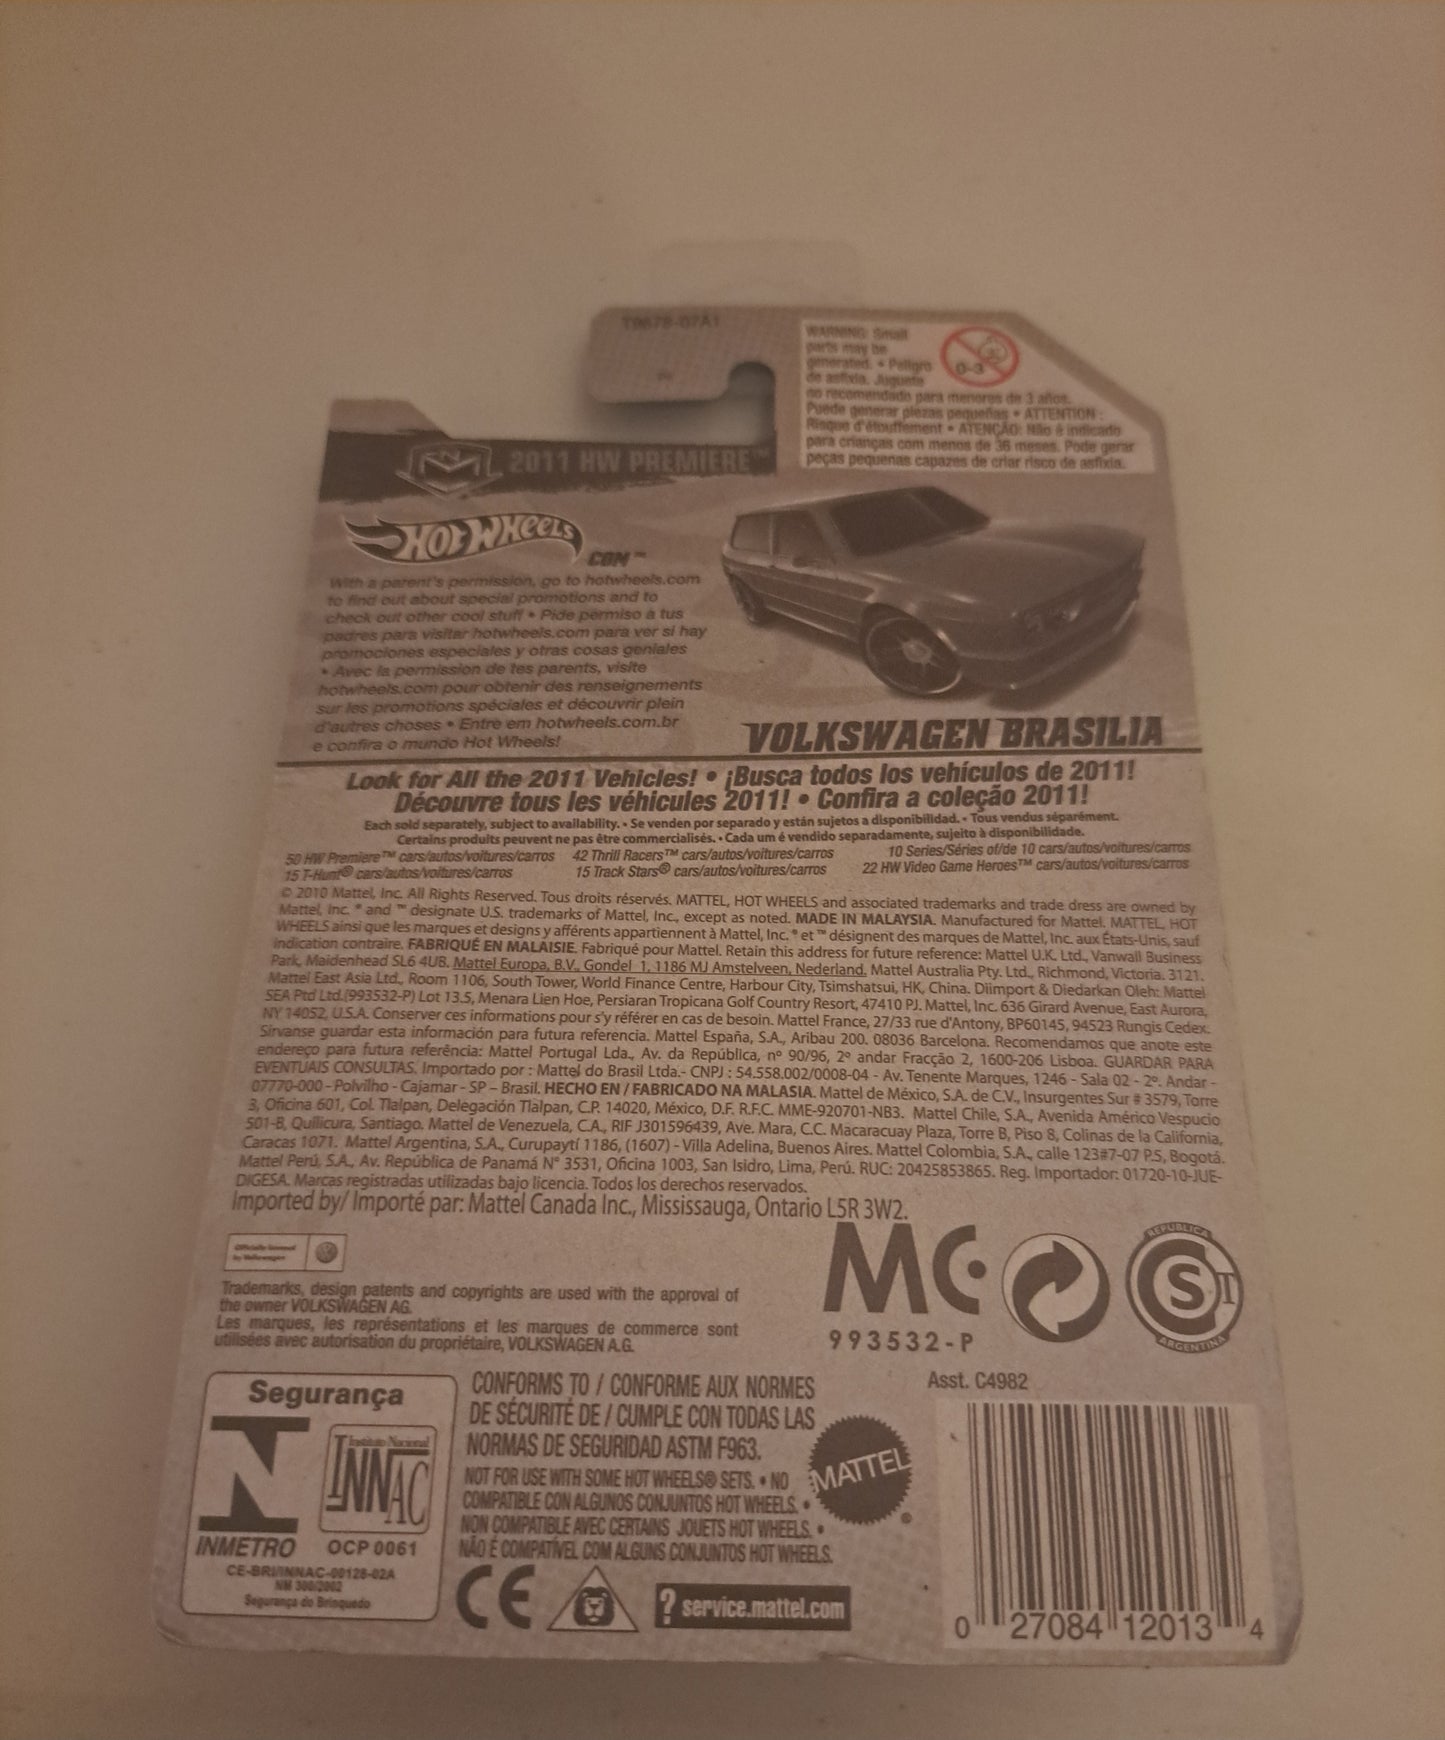 T9678-07A1
WARNING: Small
parts may be
generated. • Peligro
de asfixia. Juguete
no recomendado para menores de 3 años.
Puede generar piezas pequeñas • ATTENTION :
Risque d'étouffement • ATENÇÃO: Não é indicado
para crianças com menos de 36 meses. Pode gerar
peças pequenas capazes de criar risco de asfixia.
0-3
2011 HW PREMIERE™
HOT WHEELS
.COM™
With a parent's permission, go to hotwheels.com
to find out about special promotions and to
check out other cool stuff • Pide permiso a tus
padres para visitar hotwheels.com para ver si hay
promociones especiales y otras cosas geniales
• Avec la permission de tes parents, visite
hotwheels.com pour obtenir des renseignements
sur les promotions spéciales et découvrir plein
d'autres choses • Entre em hotwheels.com.br
e confira o mundo Hot Wheels!
VOLKSWAGEN BRASILIA
Look for All the 2011 Vehicles! • ¡Busca todos los vehículos de 2011!
Découvre tous les véhicules 2011! • Confira a coleção 2011!
Each sold separately, subject to availability. • Se venden por separado y están sujetos a disponibilidad. • Tous vendus séparément.
Certains produits peuvent ne pas être commercialisés. • Cada um é vendido separadamente, sujeito à disponibilidade.
50 HW Premiere™ cars/autos/voitures/carros 42 Thrill Racers™ cars/autos/voitures/carros 10 Series/Séries of/de 10 cars/autos/voitures/carros
15 T-Hunt® cars/autos/voitures/carros 15 Track Stars® cars/autos/voitures/carros 22 HW Video Game Heroes™ cars/autos/voitures/carros
© 2010 Mattel, Inc. All Rights Reserved. Tous droits réservés. MATTEL, HOT WHEELS and associated trademarks and trade dress are owned by
Mattel, Inc. ® and ™ designate U.S. trademarks of Mattel, Inc., except as noted. MADE IN MALAYSIA. Manufactured for Mattel. MATTEL, HOT
WHEELS ainsi que les marques et designs y afférents appartiennent à Mattel, Inc. ® et ™ désignent des marques de Mattel, Inc. aux États-Unis, sauf
indication contraire. FABRIQUÉ EN MALAISIE. Fabriqué pour Mattel. Retain this address for future reference: Mattel U.K. Ltd., Vanwall Business
Park, Maidenhead SL6 4UB. Mattel Europa, B.V., Gondel 1, 1186 MJ Amstelveen, Nederland. Mattel Australia Pty. Ltd., Richmond, Victoria. 3121.
Mattel East Asia Ltd., Room 1106, South Tower, World Finance Centre, Harbour City, Tsimshatsui, HK, China. Diimport & Diedarkan Oleh: Mattel
SEA Ptd Ltd.(993532-P) Lot 13.5, Menara Lien Hoe, Persiaran Tropicana Golf Country Resort, 47410 PJ. Mattel, Inc. 636 Girard Avenue, East Aurora,
NY 14052, U.S.A. Conserver ces informations pour s'y référer en cas de besoin. Mattel France, 27/33 rue d'Antony, BP60145, 94523 Rungis Cedex.
Sírvanse guardar esta información para futura referencia. Mattel España, S.A., Aribau 200. 08036 Barcelona. Recomendamos que anote este
endereço para futura referência: Mattel Portugal Lda., Av. da República, nº 90/96, 2º andar Fracção 2, 1600-206 Lisboa. GUARDAR PARA
EVENTUAIS CONSULTAS. Importado por : Mattel do Brasil Ltda.- CNPJ : 54.558.002/0008-04 - Av. Tenente Marques, 1246 - Sala 02 - 2º. Andar -
07770-000 - Polvilho - Cajamar - SP – Brasil. HECHO EN / FABRICADO NA MALASIA. Mattel de México, S.A. de C.V., Insurgentes Sur # 3579, Torre
3, Oficina 601, Col. Tlalpan, Delegación Tlalpan, C.P. 14020, México, D.F. R.F.C. MME-920701-NB3. Mattel Chile, S.A., Avenida Américo Vespucio
501-B, Quilicura, Santiago. Mattel de Venezuela, C.A., RIF J301596439, Ave. Mara, C.C. Macaracuay Plaza, Torre B, Piso 8, Colinas de la California,
Caracas 1071. Mattel Argentina, S.A., Curupaytí 1186, (1607) - Villa Adelina, Buenos Aires. Mattel Colombia, S.A., calle 123#7-07 P.5, Bogotá.
Mattel Perú, S.A., Av. República de Panamá N° 3531, Oficina 1003, San Isidro, Lima, Perú. RUC: 20425853865. Reg. Importador: 01720-10-JUE-
DIGESA. Marcas registradas utilizadas bajo licencia. Todos los derechos reservados.
Imported by/ Importé par: Mattel Canada Inc., Mississauga, Ontario L5R 3W2.
Officially licensed
by Volkswagen
Trademarks, design patents and copyrights are used with the approval of
the owner VOLKSWAGEN AG.
Les marques, les représentations et les marques de commerce sont
utilisées avec autorisation du propriétaire, VOLKSWAGEN A.G.
MC
993532-P
REPUBLICA
S
ARGENTINA
Segurança
Instituto Nacional
INNAC
INMETRO OCP 0061
CE-BRI/INNAC-00128-02A
NM 300/2002
Segurança do Brinquedo
CONFORMS TO / CONFORME AUX NORMES
DE SÉCURITÉ DE / CUMPLE CON TODAS LAS
NORMAS DE SEGURIDAD ASTM F963.
NOT FOR USE WITH SOME HOT WHEELS® SETS. • NO
COMPATIBLE CON ALGUNOS CONJUNTOS HOT WHEELS. •
NON COMPATIBLE AVEC CERTAINS JOUETS HOT WHEELS. •
NÃO É COMPATÍVEL COM ALGUNS CONJUNTOS HOT WHEELS.
MATTEL
CE
? service.mattel.com
Asst. C4982
0 27084 12013 4